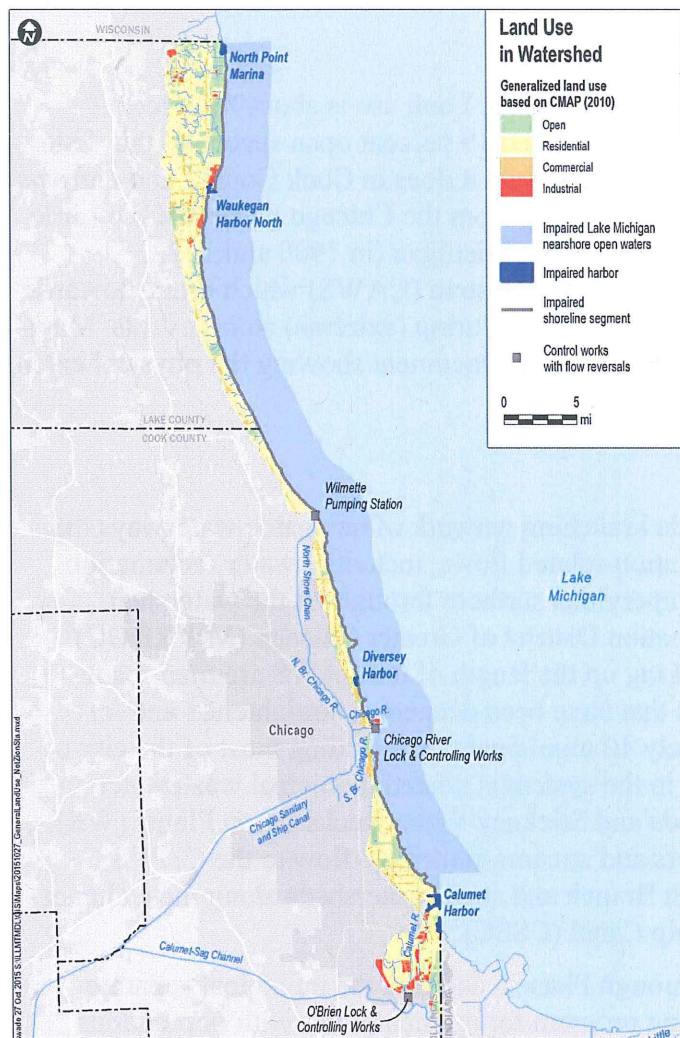 WISCONSIN
North Point
Marina
Waukegan
Harbor North
LAKE COUNTY
COOK COUNTY
Wilmette
Pumping Station
North Shore Chan.
Lake
Michigan
Diversey
Harbor
N. Br. Chicago R.
Chicago R.
Chicago
Chicago River
Lock & Controlling Works
S. Br. Chicago R.
Chicago Sanitary
and Ship Canal
Calumet
Harbor
Calumet R.
Calumet-Sag Channel
O'Brien Lock &
Controlling Works
ILLINOIS
INDIANA
Little
Land Use
in Watershed
Generalized land use
based on CMAP (2010)
Open
Residential
Commercial
Industrial
Impaired Lake Michigan
nearshore open waters
Impaired harbor
Impaired
shoreline segment
Control works
with flow reversals
0 5
mi